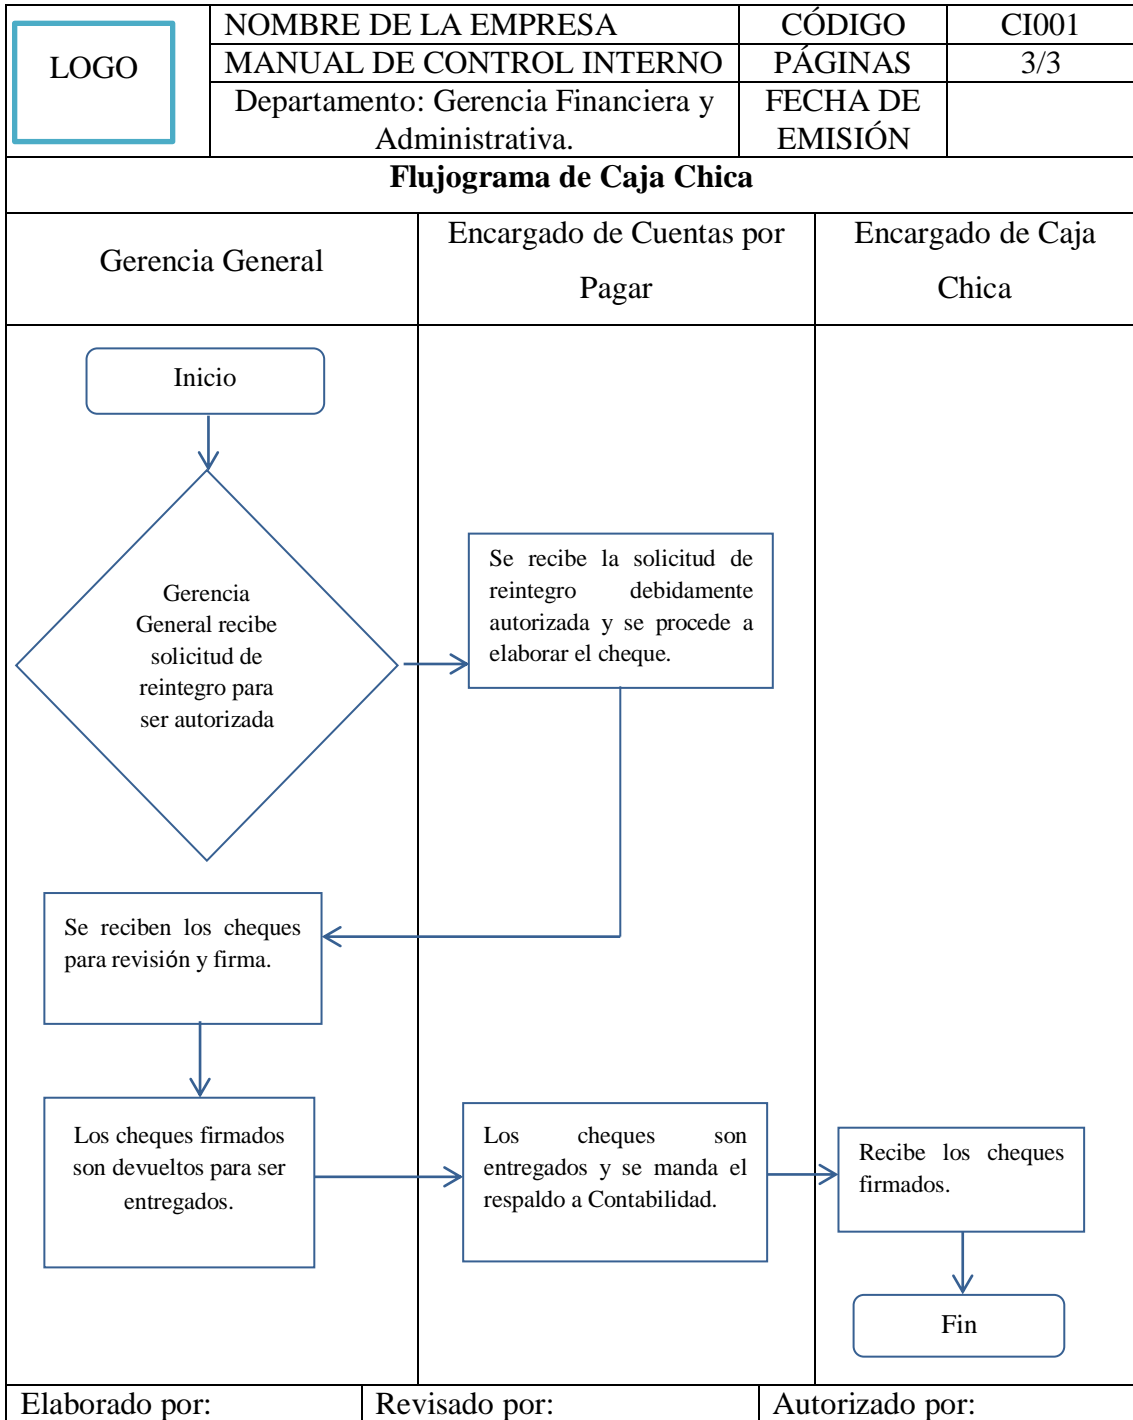 LOGO
NOMBRE DE LA EMPRESA
CÓDIGO
CI001
MANUAL DE CONTROL INTERNO
PÁGINAS
3/3
Departamento: Gerencia Financiera y
Administrativa.
FECHA DE
EMISIÓN
Flujograma de Caja Chica
Gerencia General
Encargado de Cuentas por
Pagar
Encargado de Caja
Chica
Inicio
Gerencia
General recibe
solicitud de
reintegro para
ser autorizada
Se recibe la solicitud de
reintegro debidamente
autorizada y se procede a
elaborar el cheque.
Se reciben los cheques
para revisión y firma.
Los cheques firmados
son devueltos para ser
entregados.
Los cheques son
entregados y se manda el
respaldo a Contabilidad.
Recibe los cheques
firmados.
Fin
Elaborado por:
Revisado por:
Autorizado por: